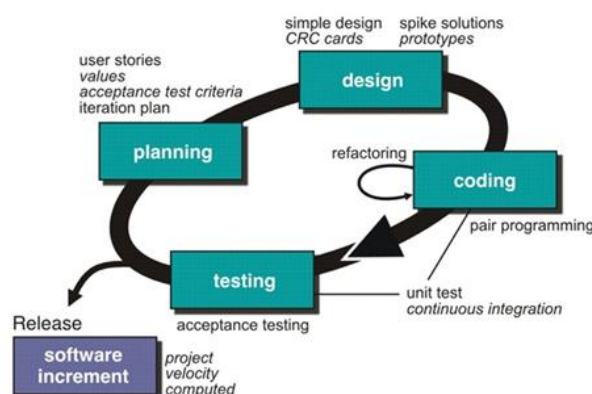 simple design
CRC cards
spike solutions
prototypes
user stories
values
acceptance test criteria
iteration plan
design
planning
refactoring
coding
pair programming
testing
unit test
continuous integration
acceptance testing
Release
software
increment
project
velocity
computed